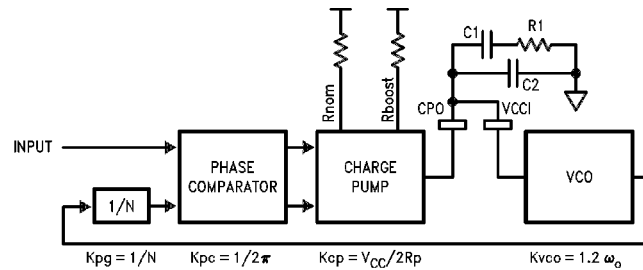 C1
R1
C2
Rnom
Rboost
CPO
VCCI
INPUT
PHASE
COMPARATOR
CHARGE
PUMP
VCO
1/N
Kpg = 1/N
Kpc = 1/2π
Kcp = VCC/2Rp
Kvco = 1.2 ωo